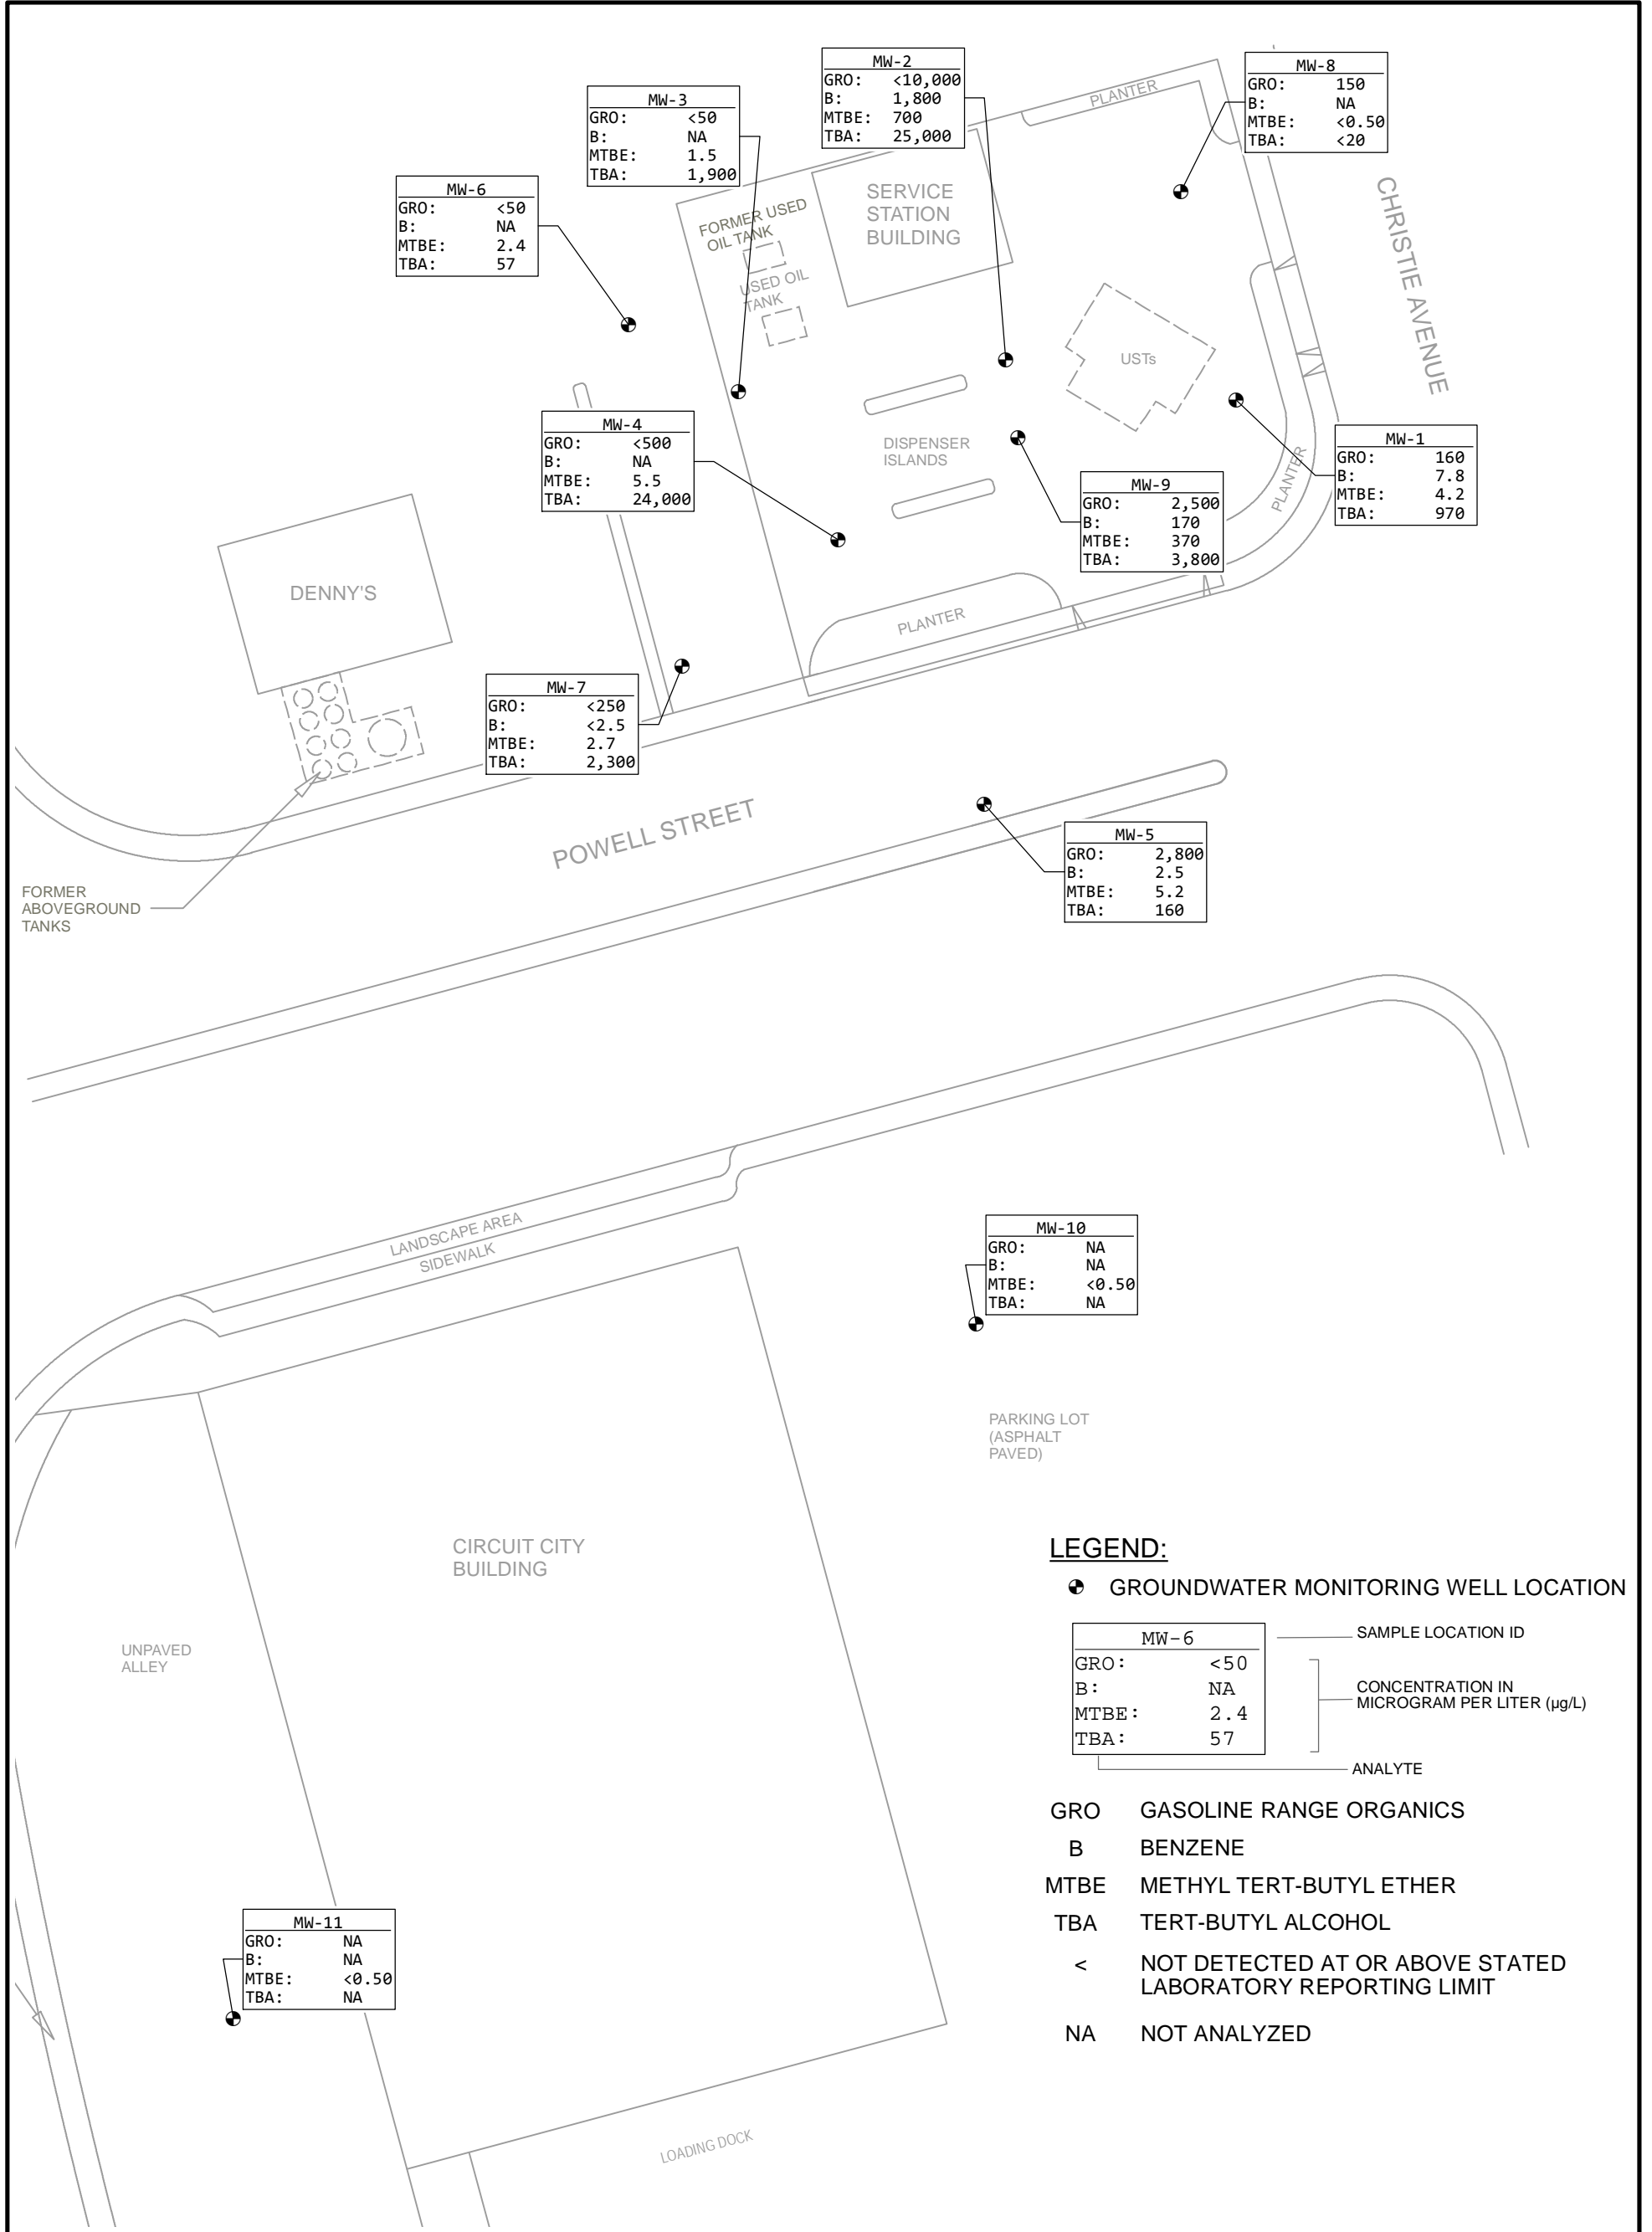 MW-2
GRO: <10,000
B: 1,800
MTBE: 700
TBA: 25,000
MW-8
GRO: 150
B: NA
MTBE: <0.50
TBA: <20
MW-3
GRO: <50
B: NA
MTBE: 1.5
TBA: 1,900
PLANTER
MW-6
GRO: <50
B: NA
MTBE: 2.4
TBA: 57
SERVICE
STATION
BUILDING
FORMER USED
OIL TANK
USED OIL
TANK
CHRISTIE AVENUE
USTs
MW-4
GRO: <500
B: NA
MTBE: 5.5
TBA: 24,000
DISPENSER
ISLANDS
MW-1
GRO: 160
B: 7.8
MTBE: 4.2
TBA: 970
PLANTER
MW-9
GRO: 2,500
B: 170
MTBE: 370
TBA: 3,800
DENNY'S
PLANTER
MW-7
GRO: <250
B: <2.5
MTBE: 2.7
TBA: 2,300
POWELL STREET
MW-5
GRO: 2,800
B: 2.5
MTBE: 5.2
TBA: 160
FORMER
ABOVEGROUND
TANKS
LANDSCAPE AREA
SIDEWALK
MW-10
GRO: NA
B: NA
MTBE: <0.50
TBA: NA
PARKING LOT
(ASPHALT
PAVED)
CIRCUIT CITY
BUILDING
UNPAVED
ALLEY
MW-11
GRO: NA
B: NA
MTBE: <0.50
TBA: NA
LOADING DOCK
LEGEND:
GROUNDWATER MONITORING WELL LOCATION
MW-6
GRO: <50
B: NA
MTBE: 2.4
TBA: 57
SAMPLE LOCATION ID
CONCENTRATION IN
MICROGRAM PER LITER (µg/L)
ANALYTE
GRO GASOLINE RANGE ORGANICS
B BENZENE
MTBE METHYL TERT-BUTYL ETHER
TBA TERT-BUTYL ALCOHOL
< NOT DETECTED AT OR ABOVE STATED
LABORATORY REPORTING LIMIT
NA NOT ANALYZED